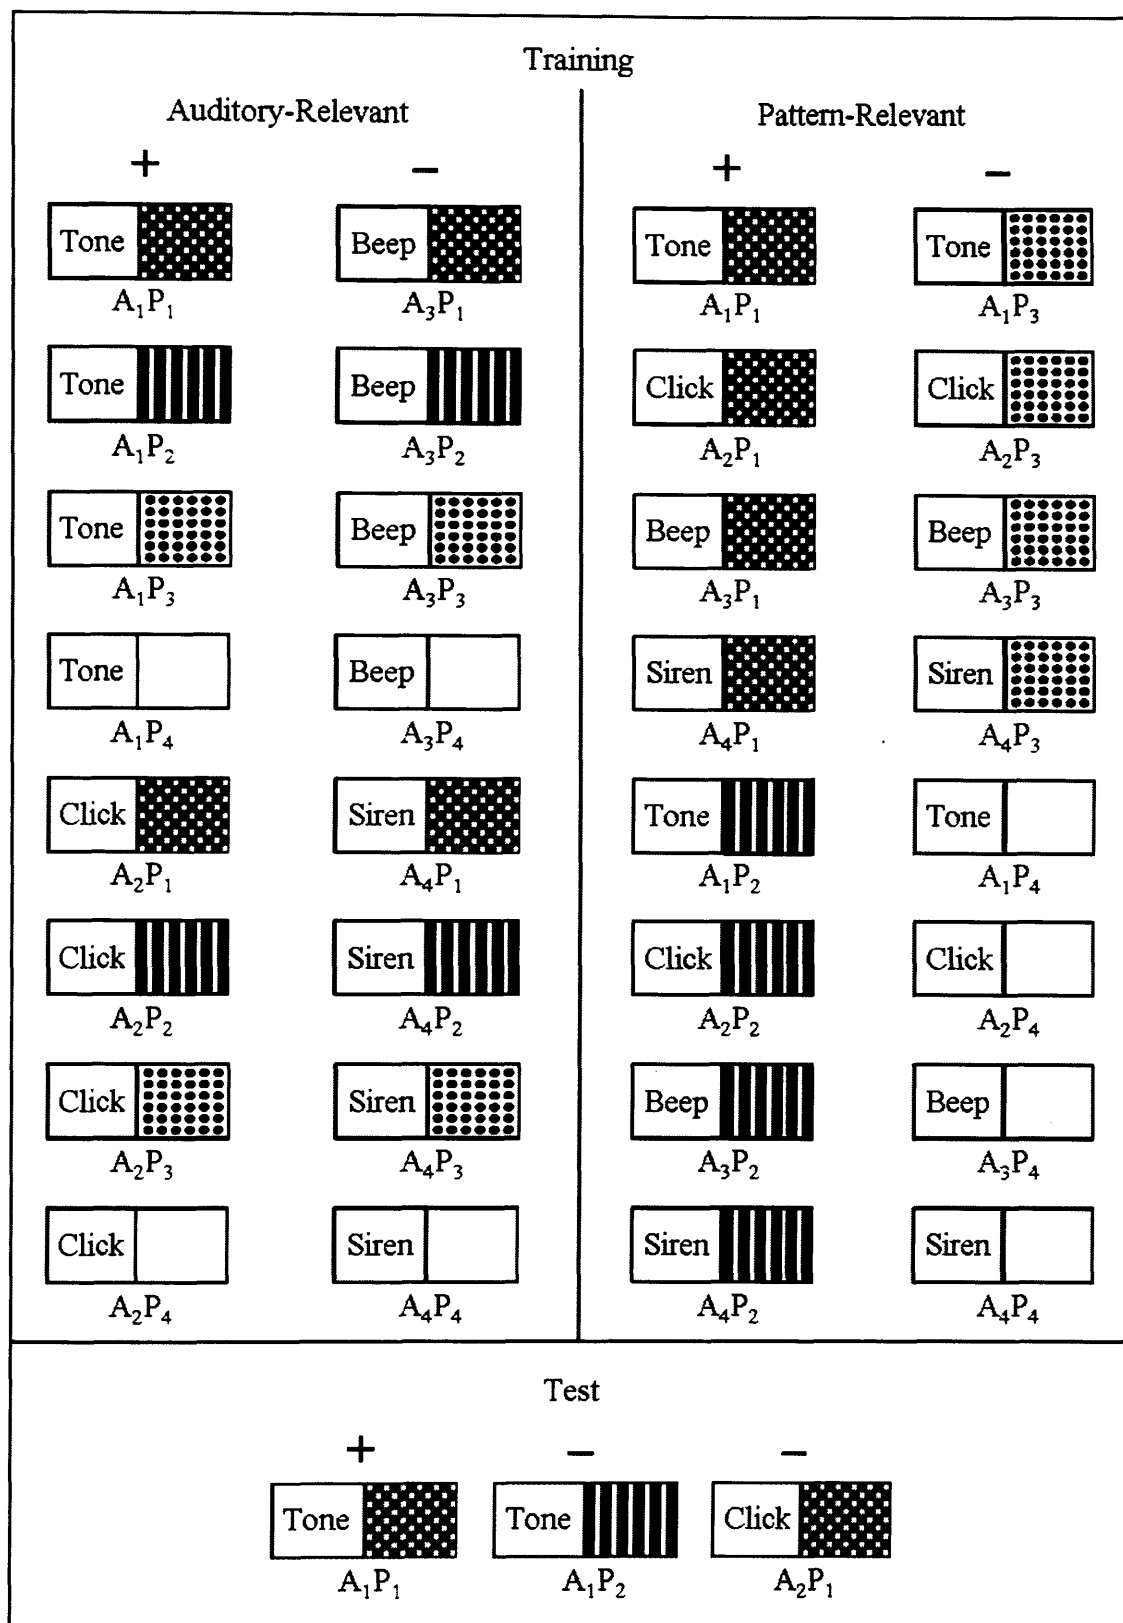 Training
Auditory-Relevant Pattern-Relevant
+ − + −
Tone Beep Tone Tone
A₁P₁ A₃P₁ A₁P₁ A₁P₃
Tone Beep Click Click
A₁P₂ A₃P₂ A₂P₁ A₂P₃
Tone Beep Beep Beep
A₁P₃ A₃P₃ A₃P₁ A₃P₃
Tone Beep Siren Siren
A₁P₄ A₃P₄ A₄P₁ A₄P₃
Click Siren Tone Tone
A₂P₁ A₄P₁ A₁P₂ A₁P₄
Click Siren Click Click
A₂P₂ A₄P₂ A₂P₂ A₂P₄
Click Siren Beep Beep
A₂P₃ A₄P₃ A₃P₂ A₃P₄
Click Siren Siren Siren
A₂P₄ A₄P₄ A₄P₂ A₄P₄
Test
+ − −
Tone Tone Click
A₁P₁ A₁P₂ A₂P₁